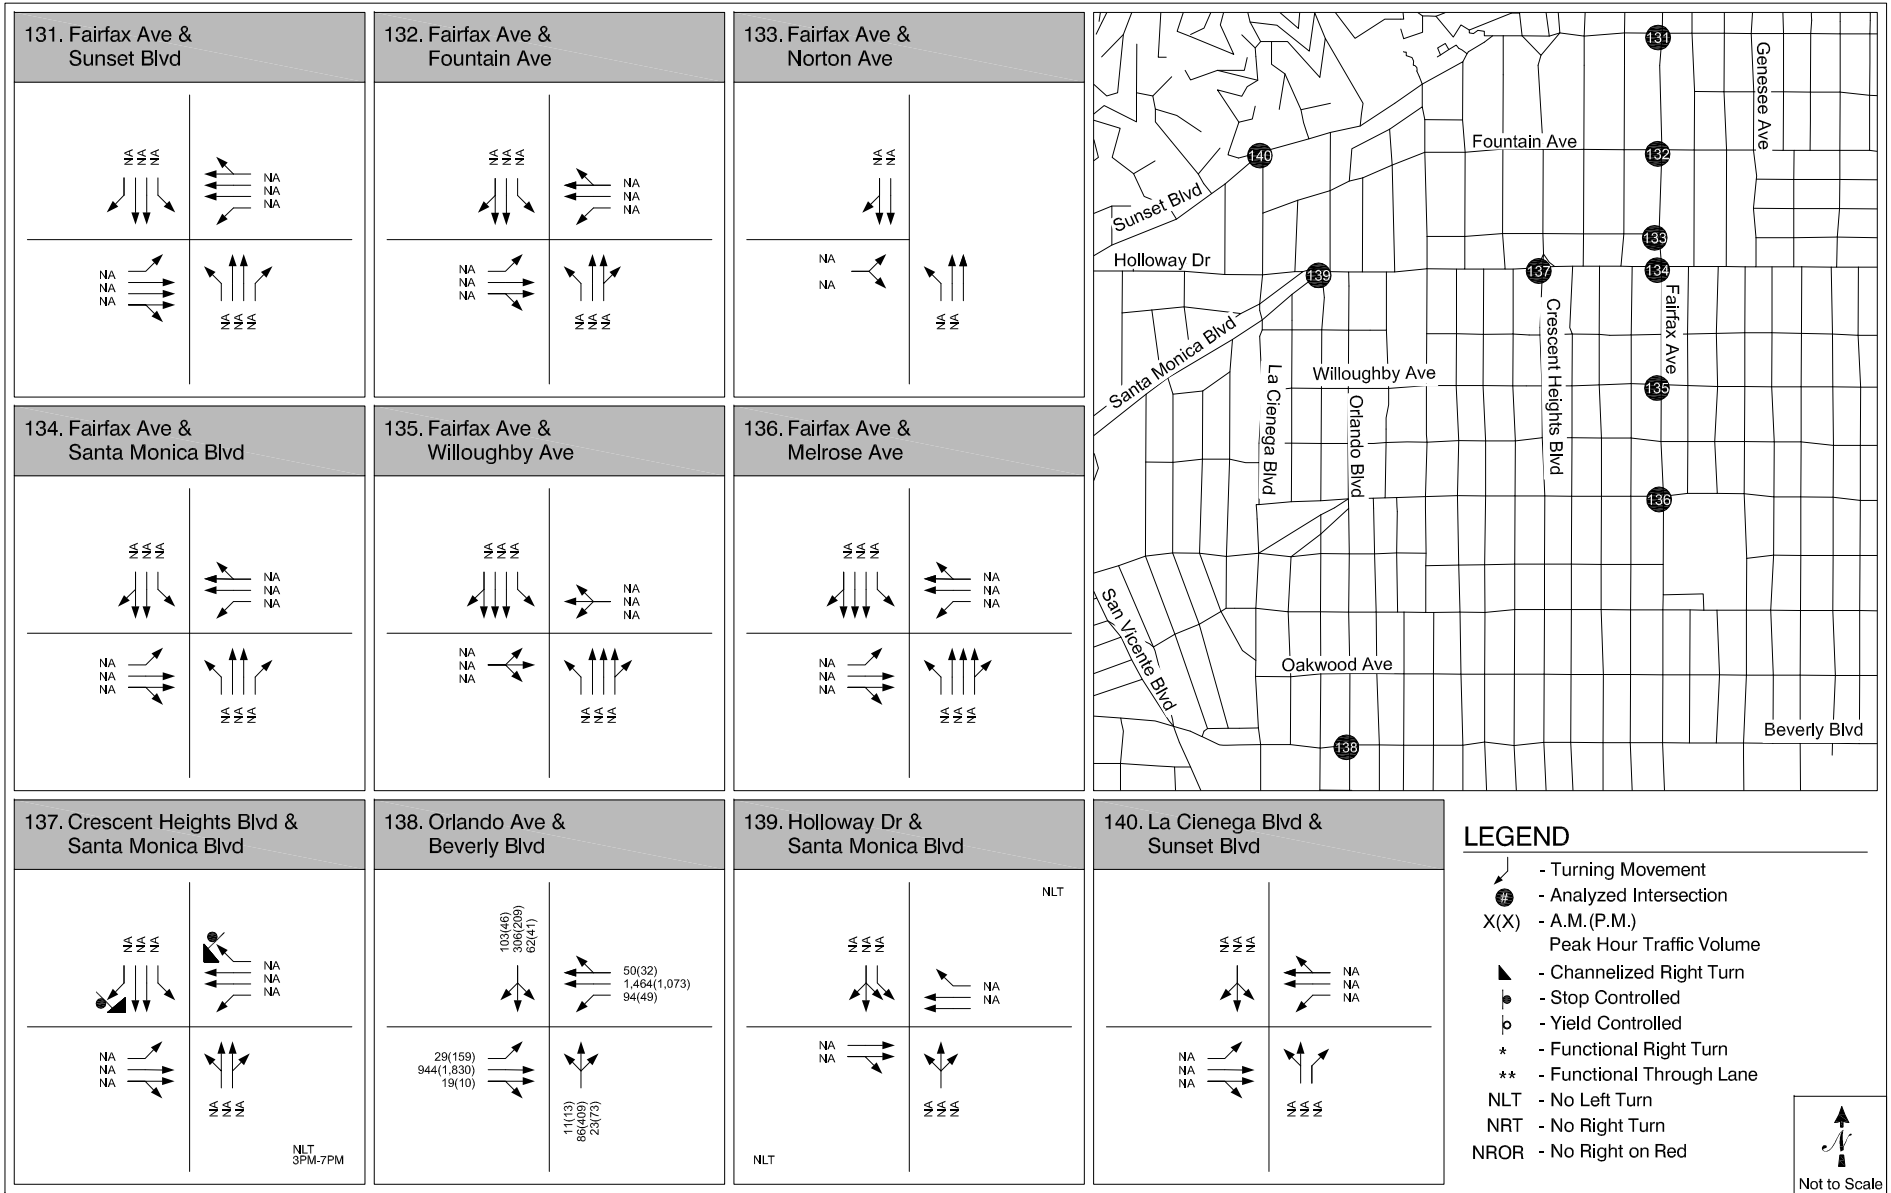 131. Fairfax Ave &
Sunset Blvd
NA NA NA
NA
NA
NA
NA
NA
NA
NA NA NA
132. Fairfax Ave &
Fountain Ave
NA NA NA
NA
NA
NA
NA
NA
NA
NA NA NA
133. Fairfax Ave &
Norton Ave
NA NA
NA
NA
NA NA
134. Fairfax Ave &
Santa Monica Blvd
NA NA NA
NA
NA
NA
NA
NA
NA
NA NA NA
135. Fairfax Ave &
Willoughby Ave
NA NA NA
NA
NA
NA
NA
NA
NA
NA NA NA
136. Fairfax Ave &
Melrose Ave
NA NA NA
NA
NA
NA
NA
NA
NA
NA NA NA
137. Crescent Heights Blvd &
Santa Monica Blvd
NA NA NA
NA
NA
NA
NA
NA
NA
NA NA NA
NLT
3PM-7PM
138. Orlando Ave &
Beverly Blvd
103(46)
306(209)
62(41)
50(32)
1,464(1,073)
94(49)
29(159)
944(1,830)
19(10)
11(13)
86(409)
23(73)
139. Holloway Dr &
Santa Monica Blvd
NLT
NA NA NA
NA
NA
NA
NA
NA NA NA
NLT
140. La Cienega Blvd &
Sunset Blvd
NA NA NA
NA
NA
NA
NA
NA
NA
NA NA NA
131
Genesee Ave
Fountain Ave
132
140
Sunset Blvd
133
Holloway Dr
139
137
134
Santa Monica Blvd
La Cienega Blvd
Willoughby Ave
Orlando Blvd
Crescent Heights Blvd
Fairfax Ave
135
136
San Vicente Blvd
Oakwood Ave
Beverly Blvd
138
LEGEND
- Turning Movement
# - Analyzed Intersection
X(X) - A.M.(P.M.)
Peak Hour Traffic Volume
- Channelized Right Turn
- Stop Controlled
- Yield Controlled
* - Functional Right Turn
** - Functional Through Lane
NLT - No Left Turn
NRT - No Right Turn
NROR - No Right on Red
N
Not to Scale